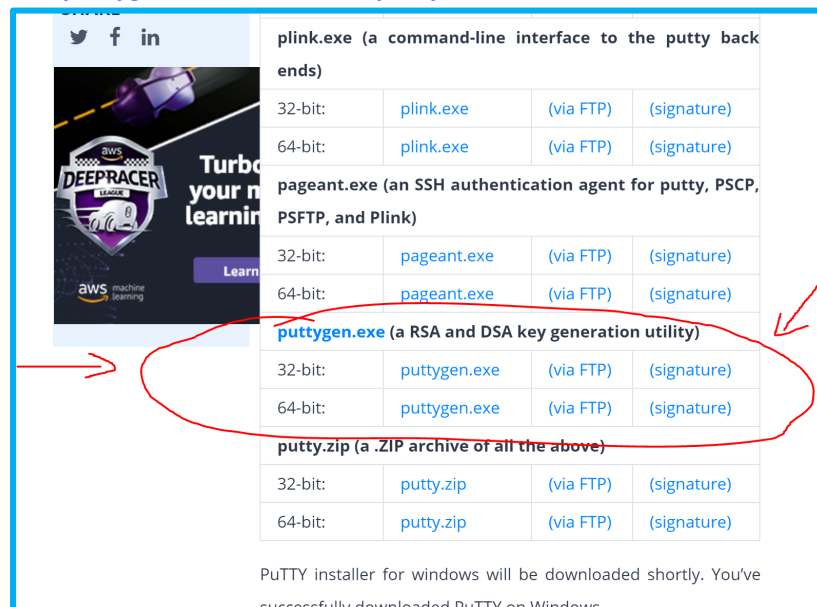 plink.exe (a command-line interface to the putty back
ends)
32-bit: plink.exe (via FTP) (signature)
64-bit: plink.exe (via FTP) (signature)
aws
DEEPRACER
LEAGUE
Turbo
your m
learnin
Learn
aws machine
learning
pageant.exe (an SSH authentication agent for putty, PSCP,
PSFTP, and Plink)
32-bit: pageant.exe (via FTP) (signature)
64-bit: pageant.exe (via FTP) (signature)
puttygen.exe (a RSA and DSA key generation utility)
32-bit: puttygen.exe (via FTP) (signature)
64-bit: puttygen.exe (via FTP) (signature)
putty.zip (a .ZIP archive of all the above)
32-bit: putty.zip (via FTP) (signature)
64-bit: putty.zip (via FTP) (signature)
PuTTY installer for windows will be downloaded shortly. You’ve
successfully downloaded PuTTY on Windows.